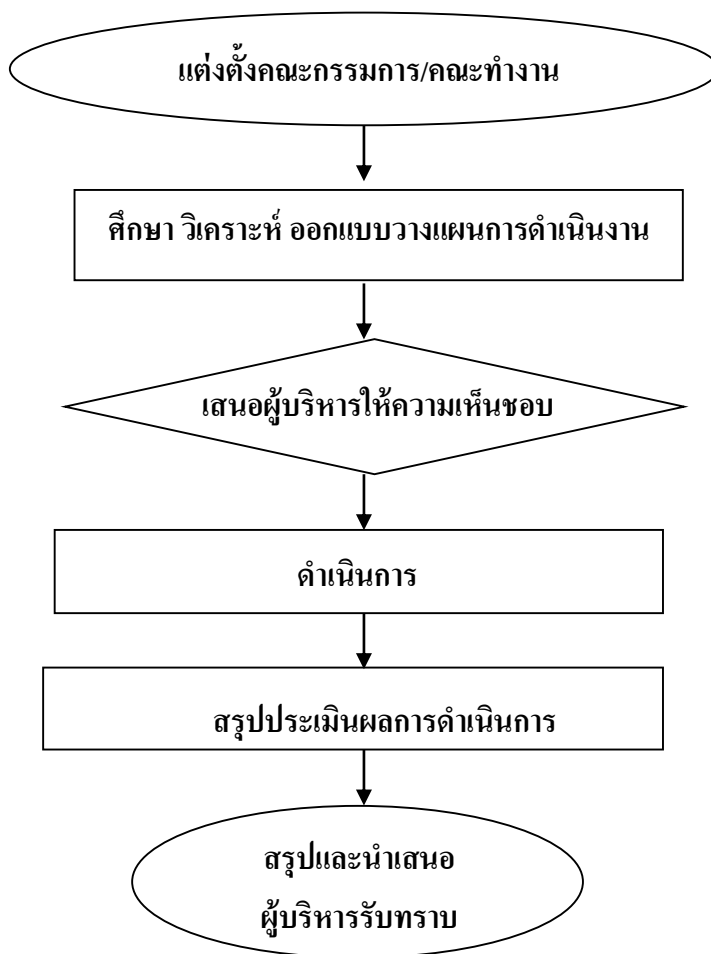 แต่งตั้งคณะกรรมการ/คณะทำงาน
ศึกษา วิเคราะห์ ออกแบบวางแผนการดำเนินงาน
เสนอผู้บริหารให้ความเห็นชอบ
ดำเนินการ
สรุปประเมินผลการดำเนินการ
สรุปและนำเสนอ
ผู้บริหารรับทราบ